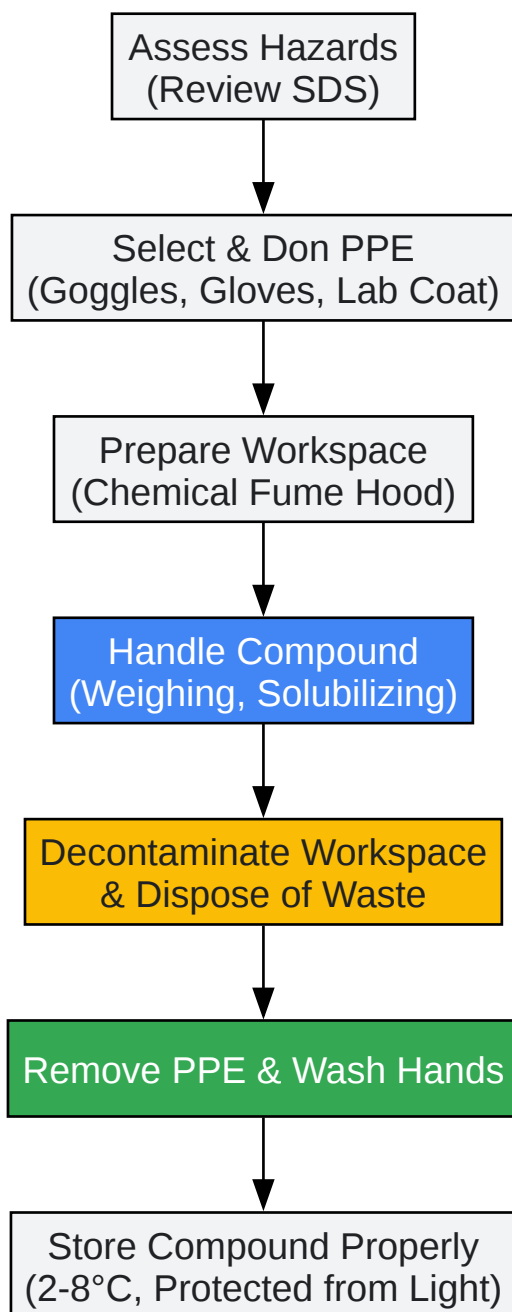 Assess Hazards
(Review SDS)
Select & Don PPE
(Goggles, Gloves, Lab Coat)
Prepare Workspace
(Chemical Fume Hood)
Handle Compound
(Weighing, Solubilizing)
Decontaminate Workspace
& Dispose of Waste
Remove PPE & Wash Hands
Store Compound Properly
(2-8°C, Protected from Light)